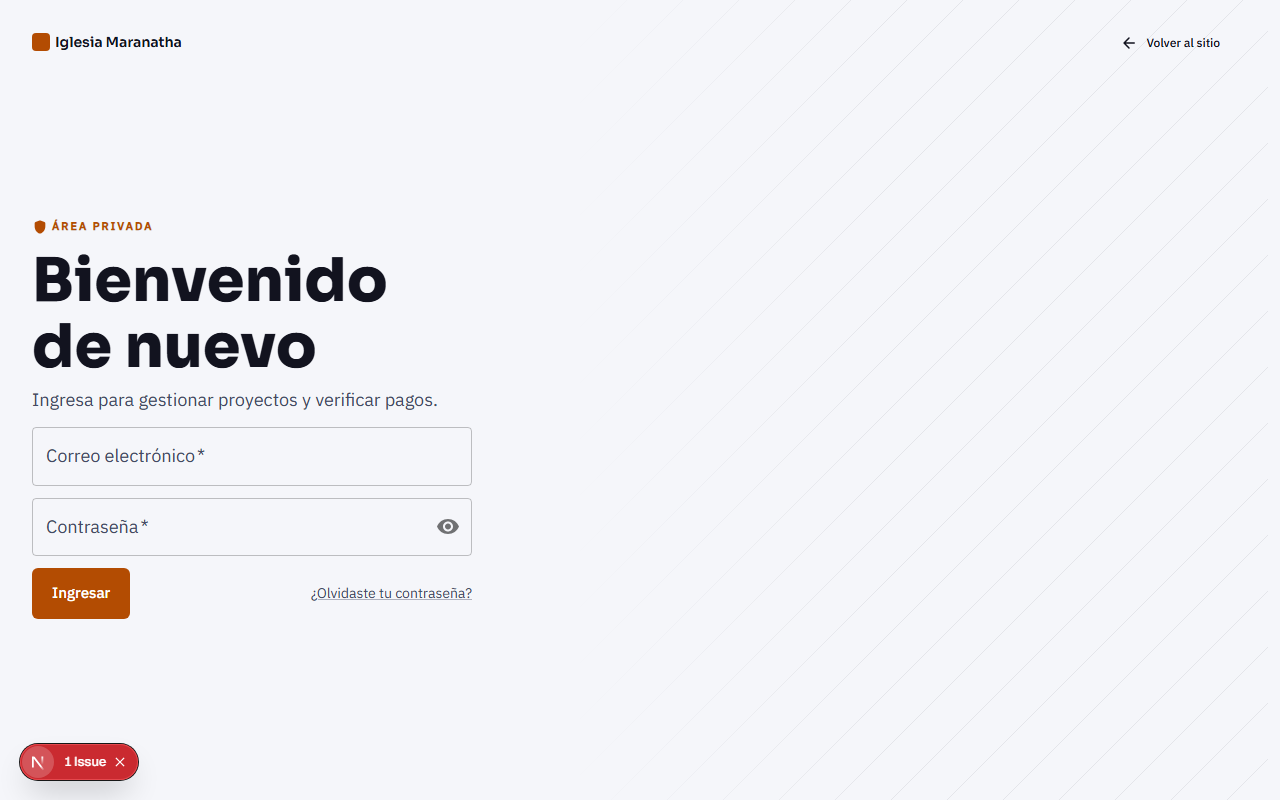 Iglesia Maranatha
Volver al sitio
ÁREA PRIVADA
Bienvenido
de nuevo
Ingresa para gestionar proyectos y verificar pagos.
Correo electrónico *
Contraseña *
Ingresar
¿Olvidaste tu contraseña?
N
1 Issue